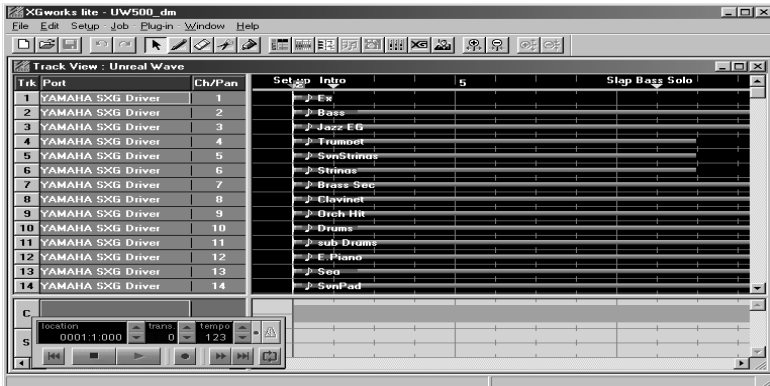 XGworks lite - UW500_dm
File Edit Setup Job Plug-in Window Help
XG
Track View : Unreal Wave
Trk Port Ch/Pan Set up Intro 5 Slap Bass Solo
1 YAMAHA SXG Driver 1 Ex
2 YAMAHA SXG Driver 2 Bass
3 YAMAHA SXG Driver 3 Jazz EG
4 YAMAHA SXG Driver 4 Trumpet
5 YAMAHA SXG Driver 5 SynStrings
6 YAMAHA SXG Driver 6 Strings
7 YAMAHA SXG Driver 7 Brass Sec
8 YAMAHA SXG Driver 8 Clavinet
9 YAMAHA SXG Driver 9 Orch Hit
10 YAMAHA SXG Driver 10 Drums
11 YAMAHA SXG Driver 11 sub Drums
12 YAMAHA SXG Driver 12 E.Piano
13 YAMAHA SXG Driver 13 Seq
14 YAMAHA SXG Driver 14 SynPad
C
location trans. tempo
0001:1:000 0 123
S